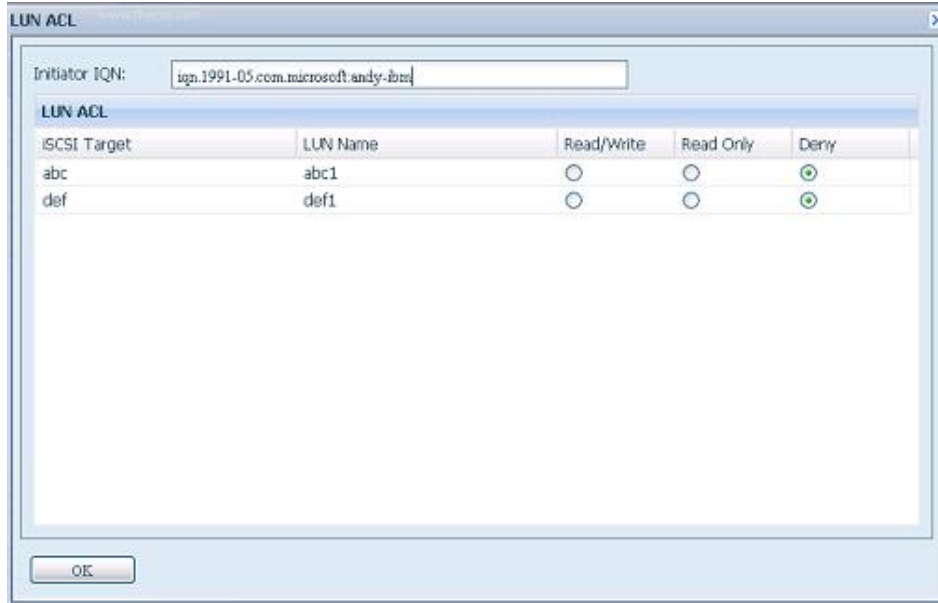 LUN ACL
Initiator IQN: iqn.1991-05.com.microsoft:andy-ibm
LUN ACL
iSCSI Target LUN Name Read/Write Read Only Deny
abc abc1
def def1
OK